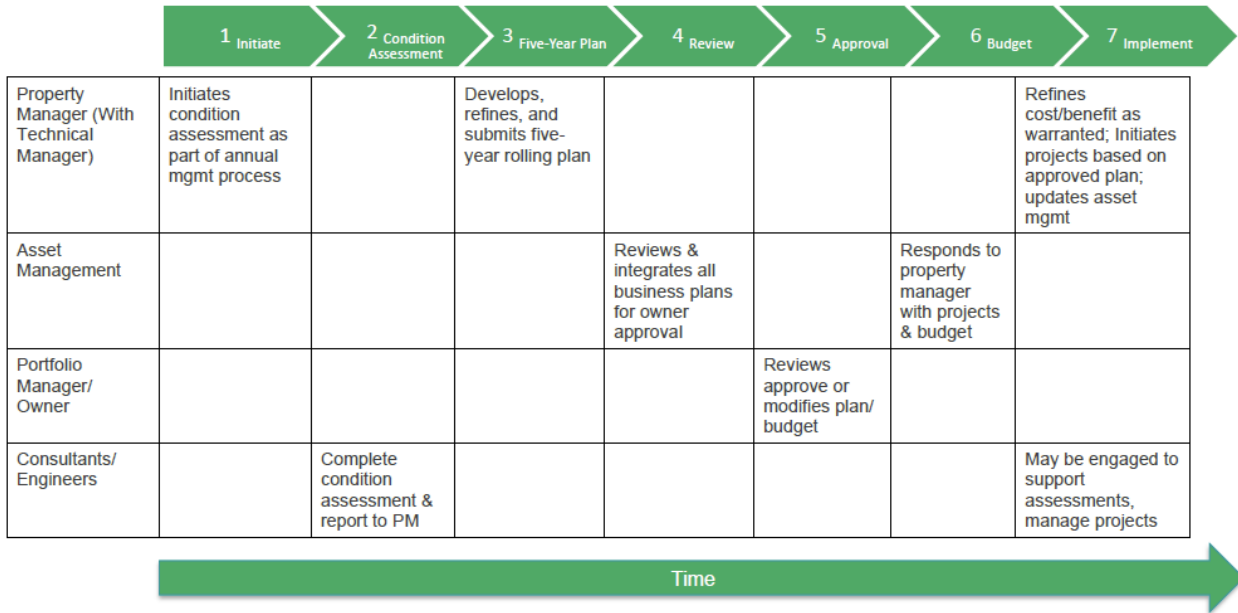 1 Initiate
2 Condition
Assessment
3 Five-Year Plan
4 Review
5 Approval
6 Budget
7 Implement
Property
Manager (With
Technical
Manager)
Initiates
condition
assessment as
part of annual
mgmt process
Develops,
refines, and
submits five-
year rolling plan
Refines
cost/benefit as
warranted; Initiates
projects based on
approved plan;
updates asset
mgmt
Asset
Management
Reviews &
integrates all
business plans
for owner
approval
Responds to
property
manager
with projects
& budget
Portfolio
Manager/
Owner
Reviews
approve or
modifies plan/
budget
Consultants/
Engineers
Complete
condition
assessment &
report to PM
May be engaged to
support
assessments,
manage projects
Time